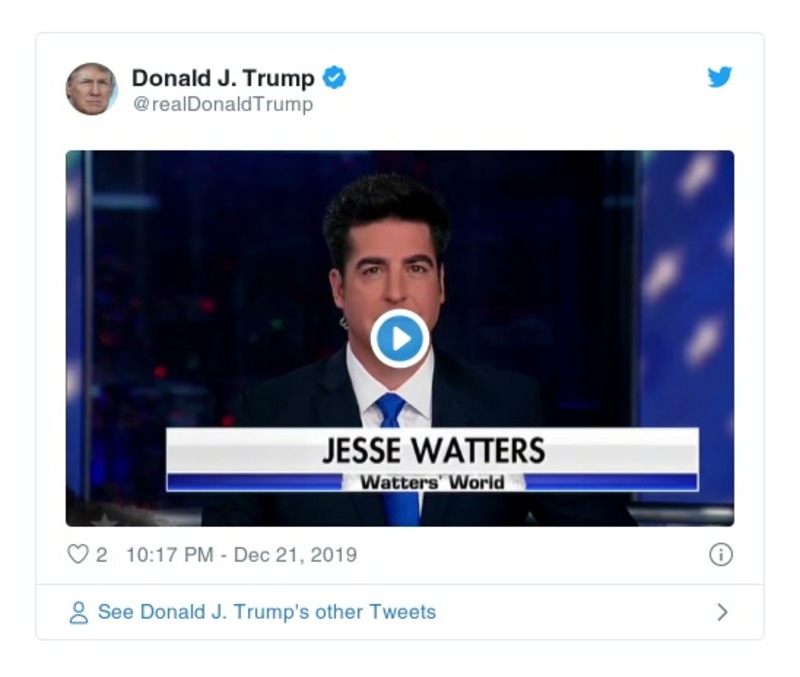 Donald J. Trump
@realDonaldTrump
JESSE WATTERS
Watters' World
2 10:17 PM - Dec 21, 2019
See Donald J. Trump's other Tweets